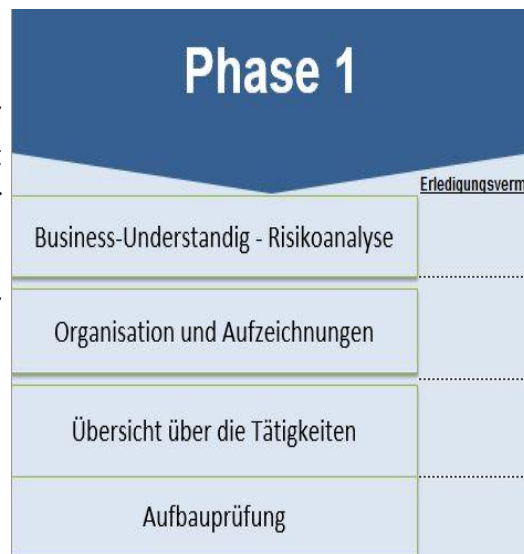 Phase 1
Business-Understandig - Risikoanalyse
Organisation und Aufzeichnungen
Übersicht über die Tätigkeiten
Aufbauprüfung